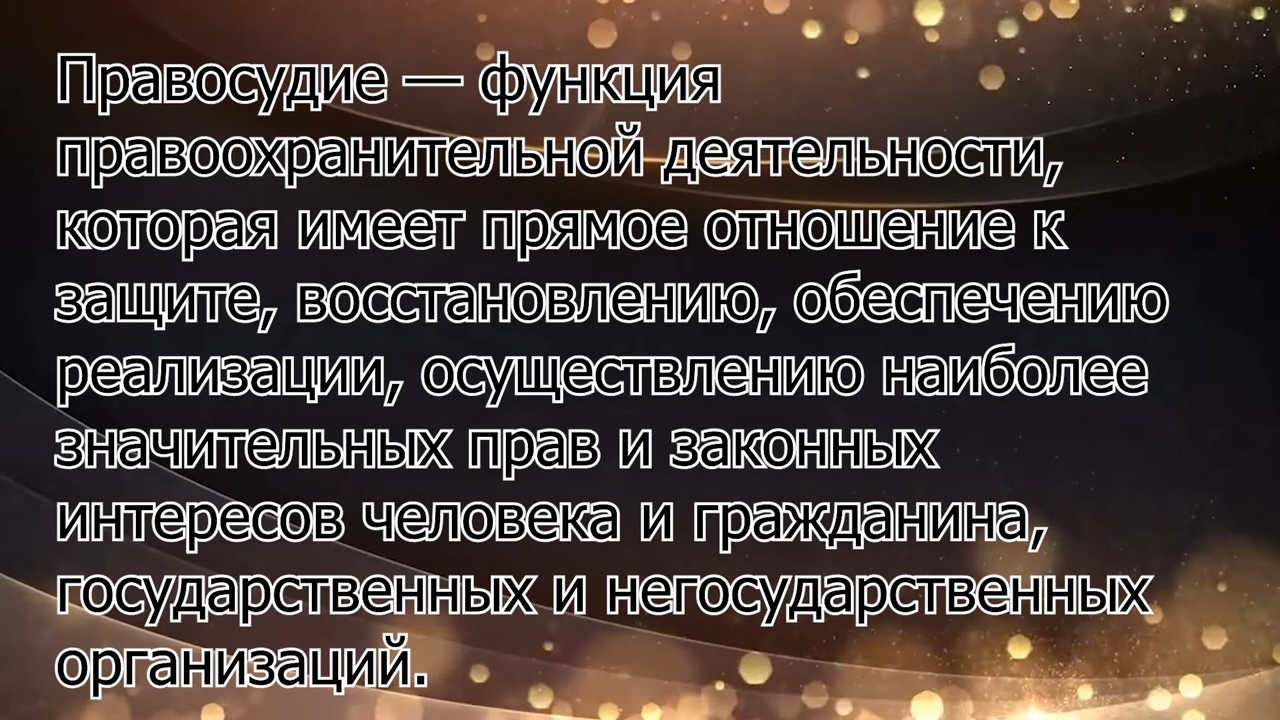 Правосудие — функция
правоохранительной деятельности,
которая имеет прямое отношение к
защите, восстановлению, обеспечению
реализации, осуществлению наиболее
значительных прав и законных
интересов человека и гражданина,
государственных и негосударственных
организаций.